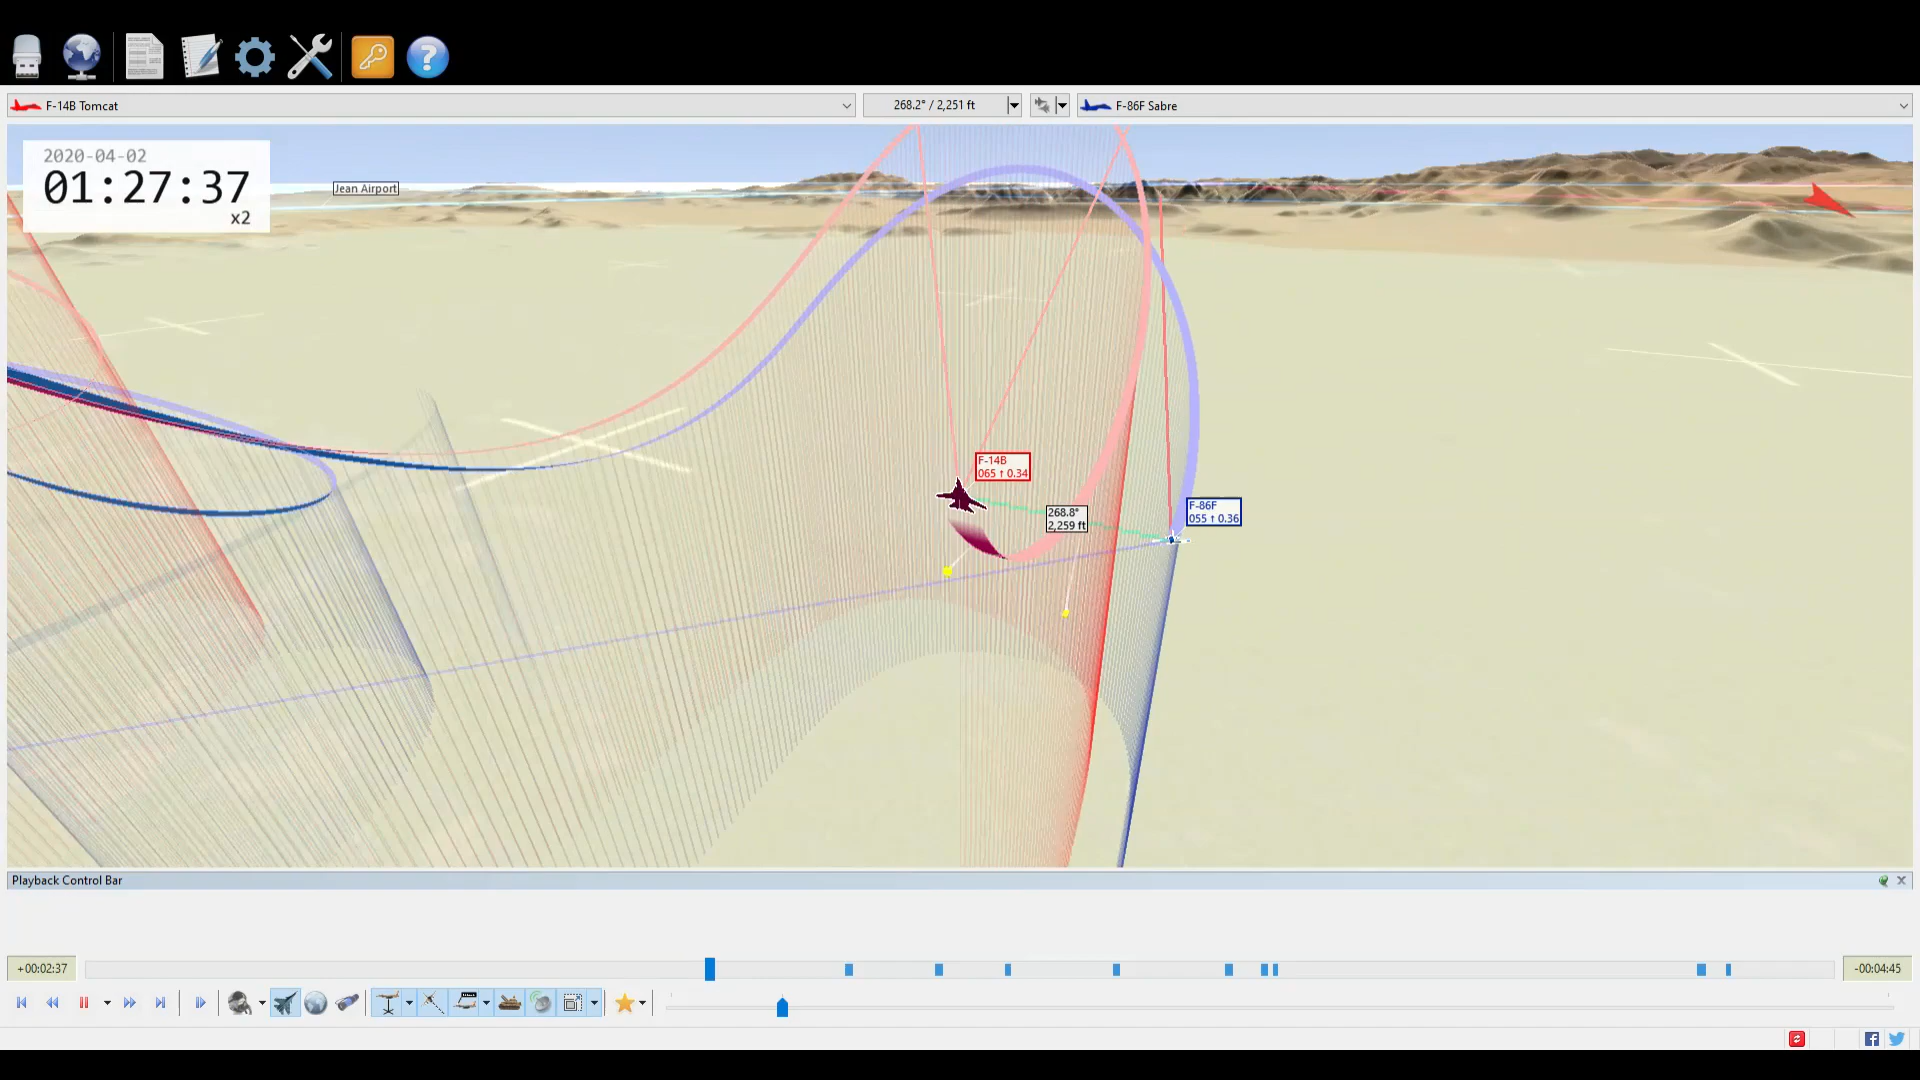 F-14B Tomcat
268.2° / 2,251 ft
F-86F Sabre
2020-04-02
01:27:37
x2
Jean Airport
F-14B
065 ↑ 0.34
268.8°
2,259 ft
F-86F
055 ↑ 0.36
Playback Control Bar
+00:02:37
-00:04:45